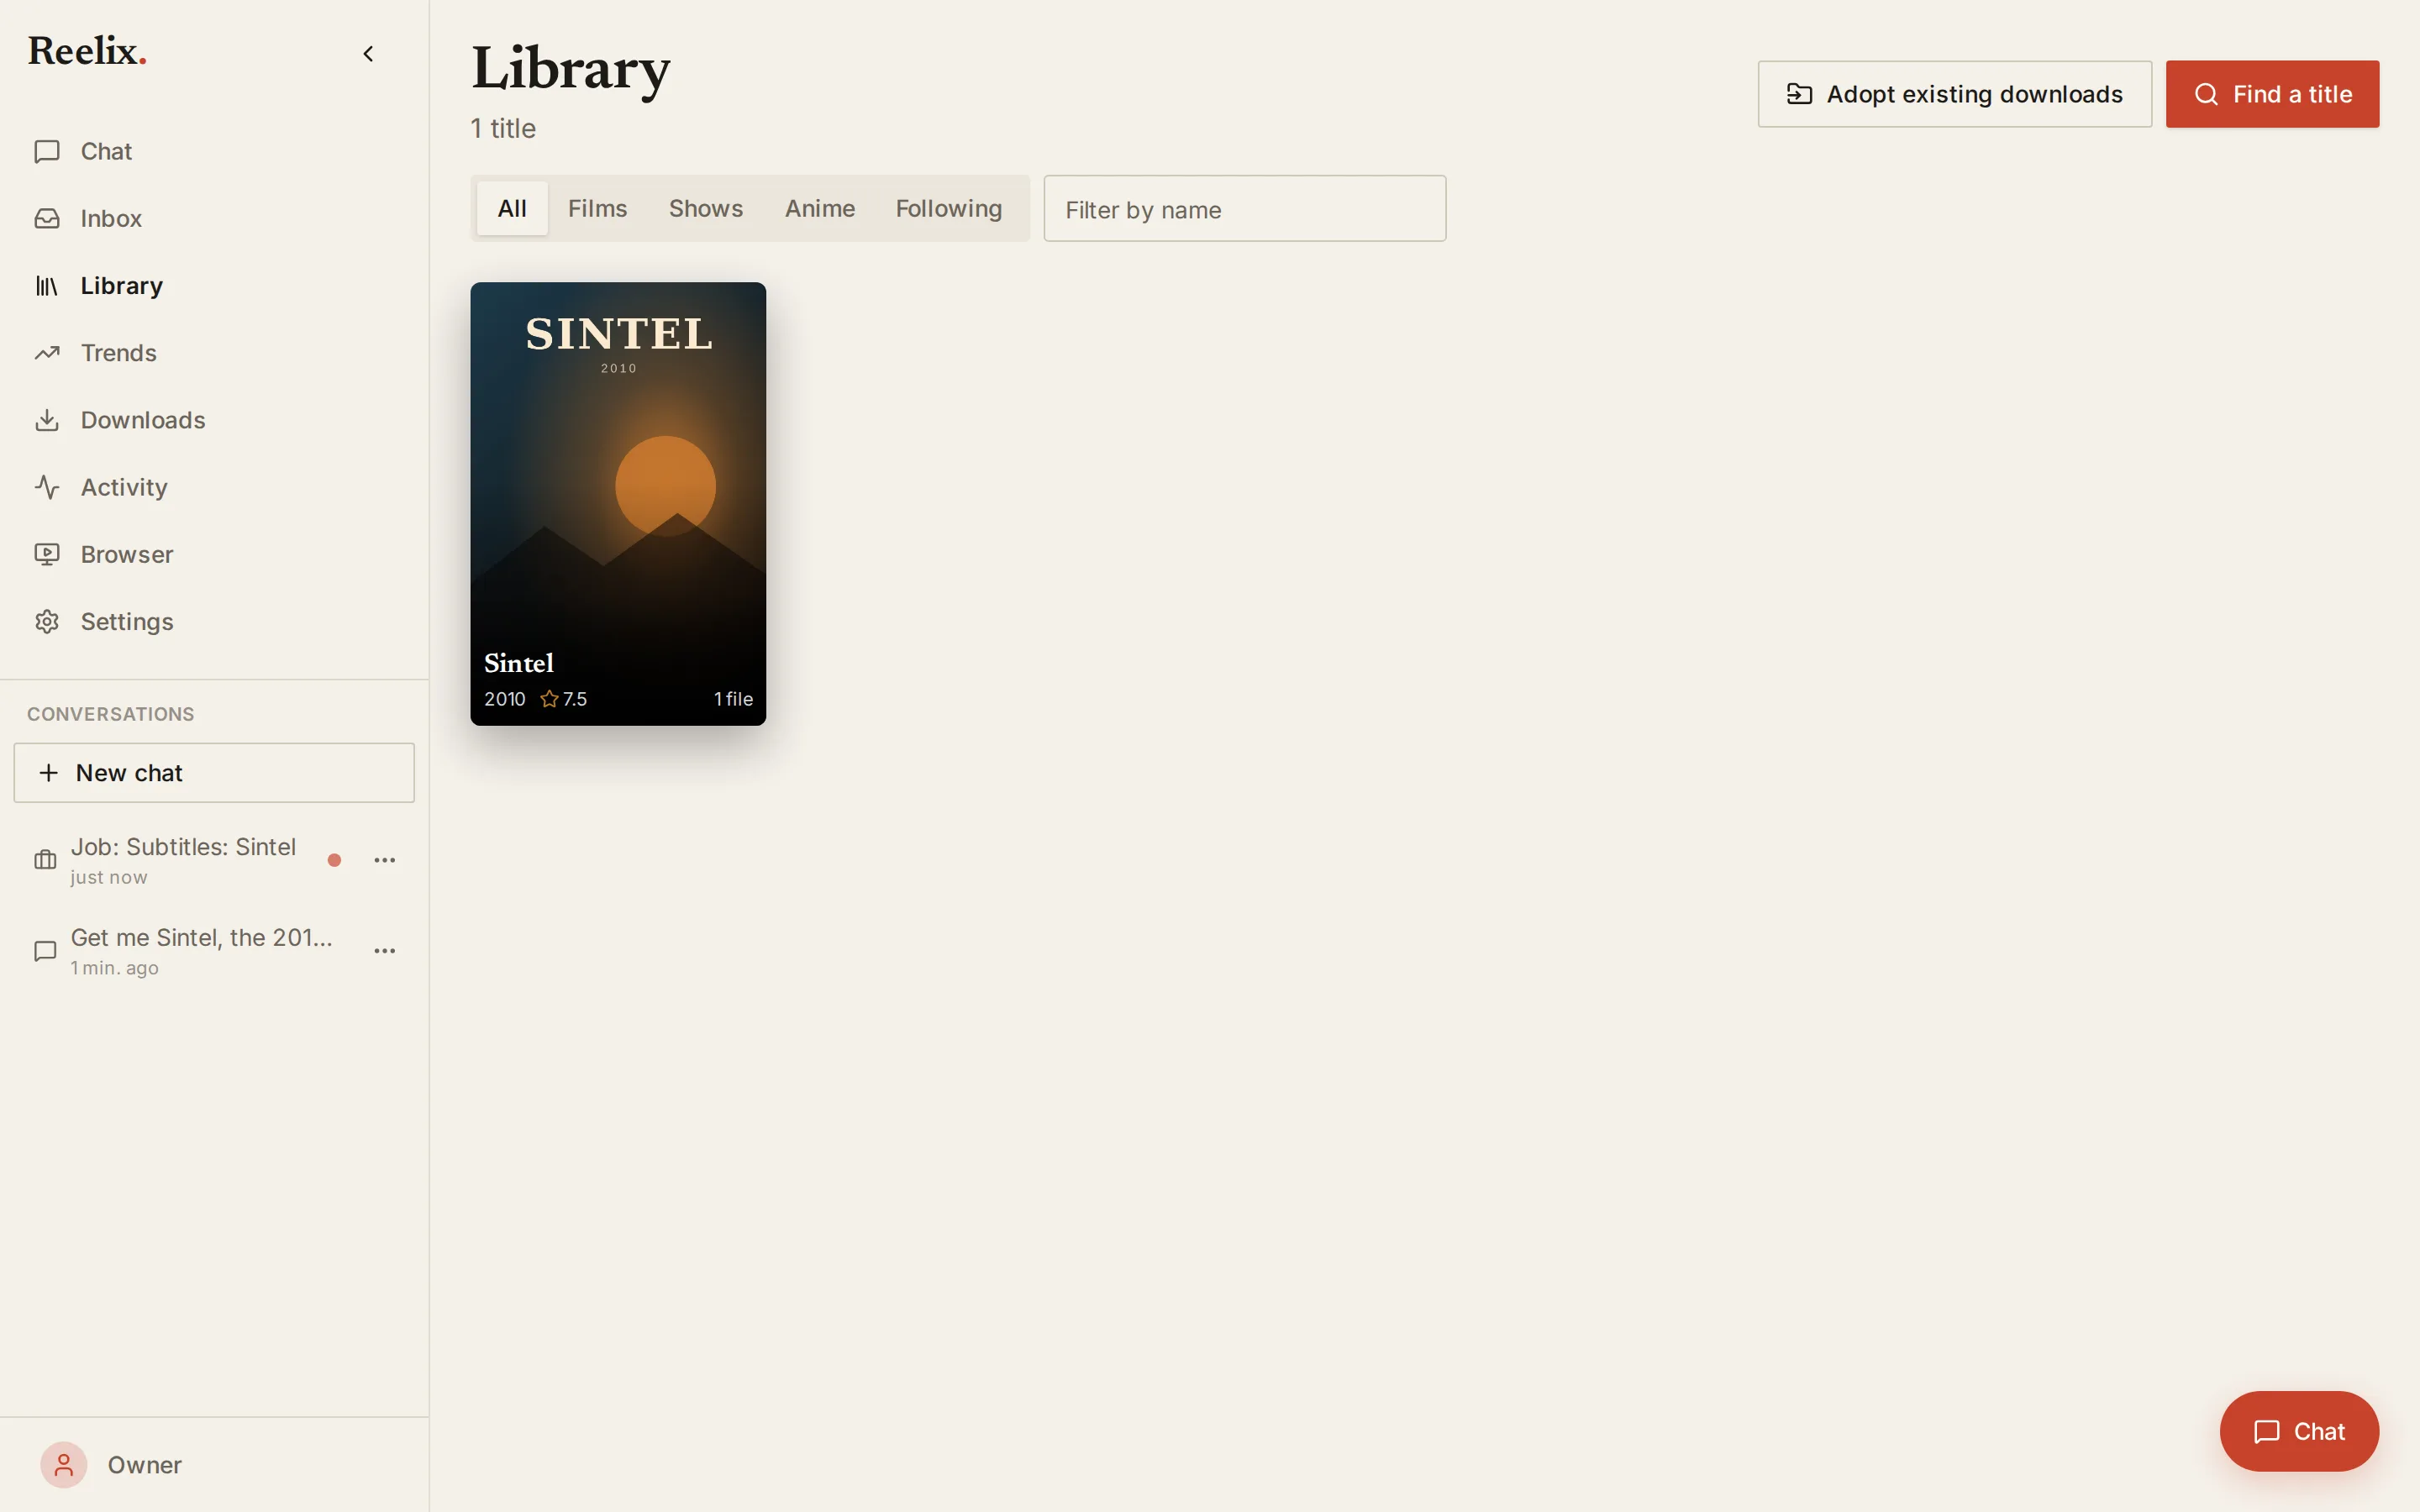 Reelix.
Chat
Inbox
Library
Trends
Downloads
Activity
Browser
Settings
CONVERSATIONS
New chat
Job: Subtitles: Sintel
just now
Get me Sintel, the 201...
1 min. ago
Owner
Library
1 title
Adopt existing downloads
Find a title
All Films Shows Anime Following
Filter by name
SINTEL
2010
Sintel
2010 7.5 1 file
Chat